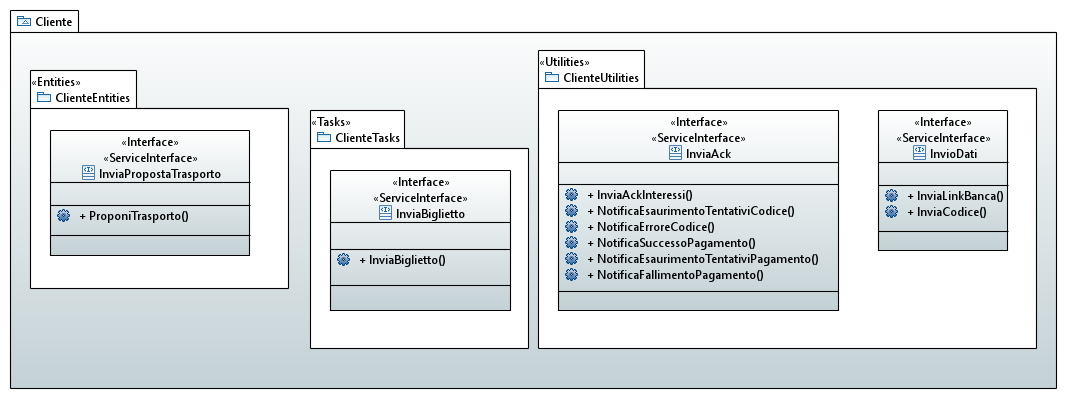 Cliente
«Entities»
ClienteEntities
«Interface»
«ServiceInterface»
InviaPropostaTrasporto
+ ProponiTrasporto()
«Tasks»
ClienteTasks
«Interface»
«ServiceInterface»
InviaBiglietto
+ InviaBiglietto()
«Utilities»
ClienteUtilities
«Interface»
«ServiceInterface»
InviaAck
+ InviaAckInteressi()
+ NotificaEsaurimentoTentativiCodice()
+ NotificaErroreCodice()
+ NotificaSuccessoPagamento()
+ NotificaEsaurimentoTentativiPagamento()
+ NotificaFallimentoPagamento()
«Interface»
«ServiceInterface»
InvioDati
+ InviaLinkBanca()
+ InviaCodice()